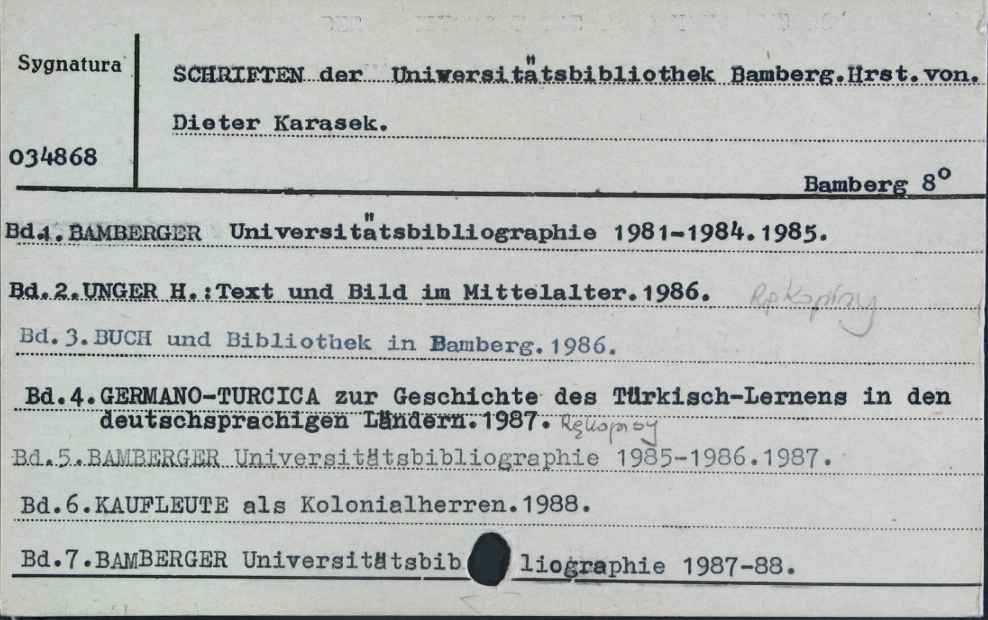 Sygnatura
SCHRIFTEN der Universitätsbibliothek Bamberg.Hrst.von.
Dieter Karasek.
034868
Bamberg 8°
Bd.1.BAMBERGER Universitätsbibliographie 1981-1984.1985.
Bd.2.UNGER H.:Text und Bild im Mittelalter.1986. Rękopisy
Bd.3.BUCH und Bibliothek in Bamberg.1986.
Bd.4.GERMANO-TURCICA zur Geschichte des Türkisch-Lernens in den
deutschsprachigen Ländern.1987. Rękopisy
Bd.5.BAMBERGER Universitätsbibliographie 1985-1986.1987.
Bd.6.KAUFLEUTE als Kolonialherren.1988.
Bd.7.BAMBERGER Universitätsbib liographie 1987-88.